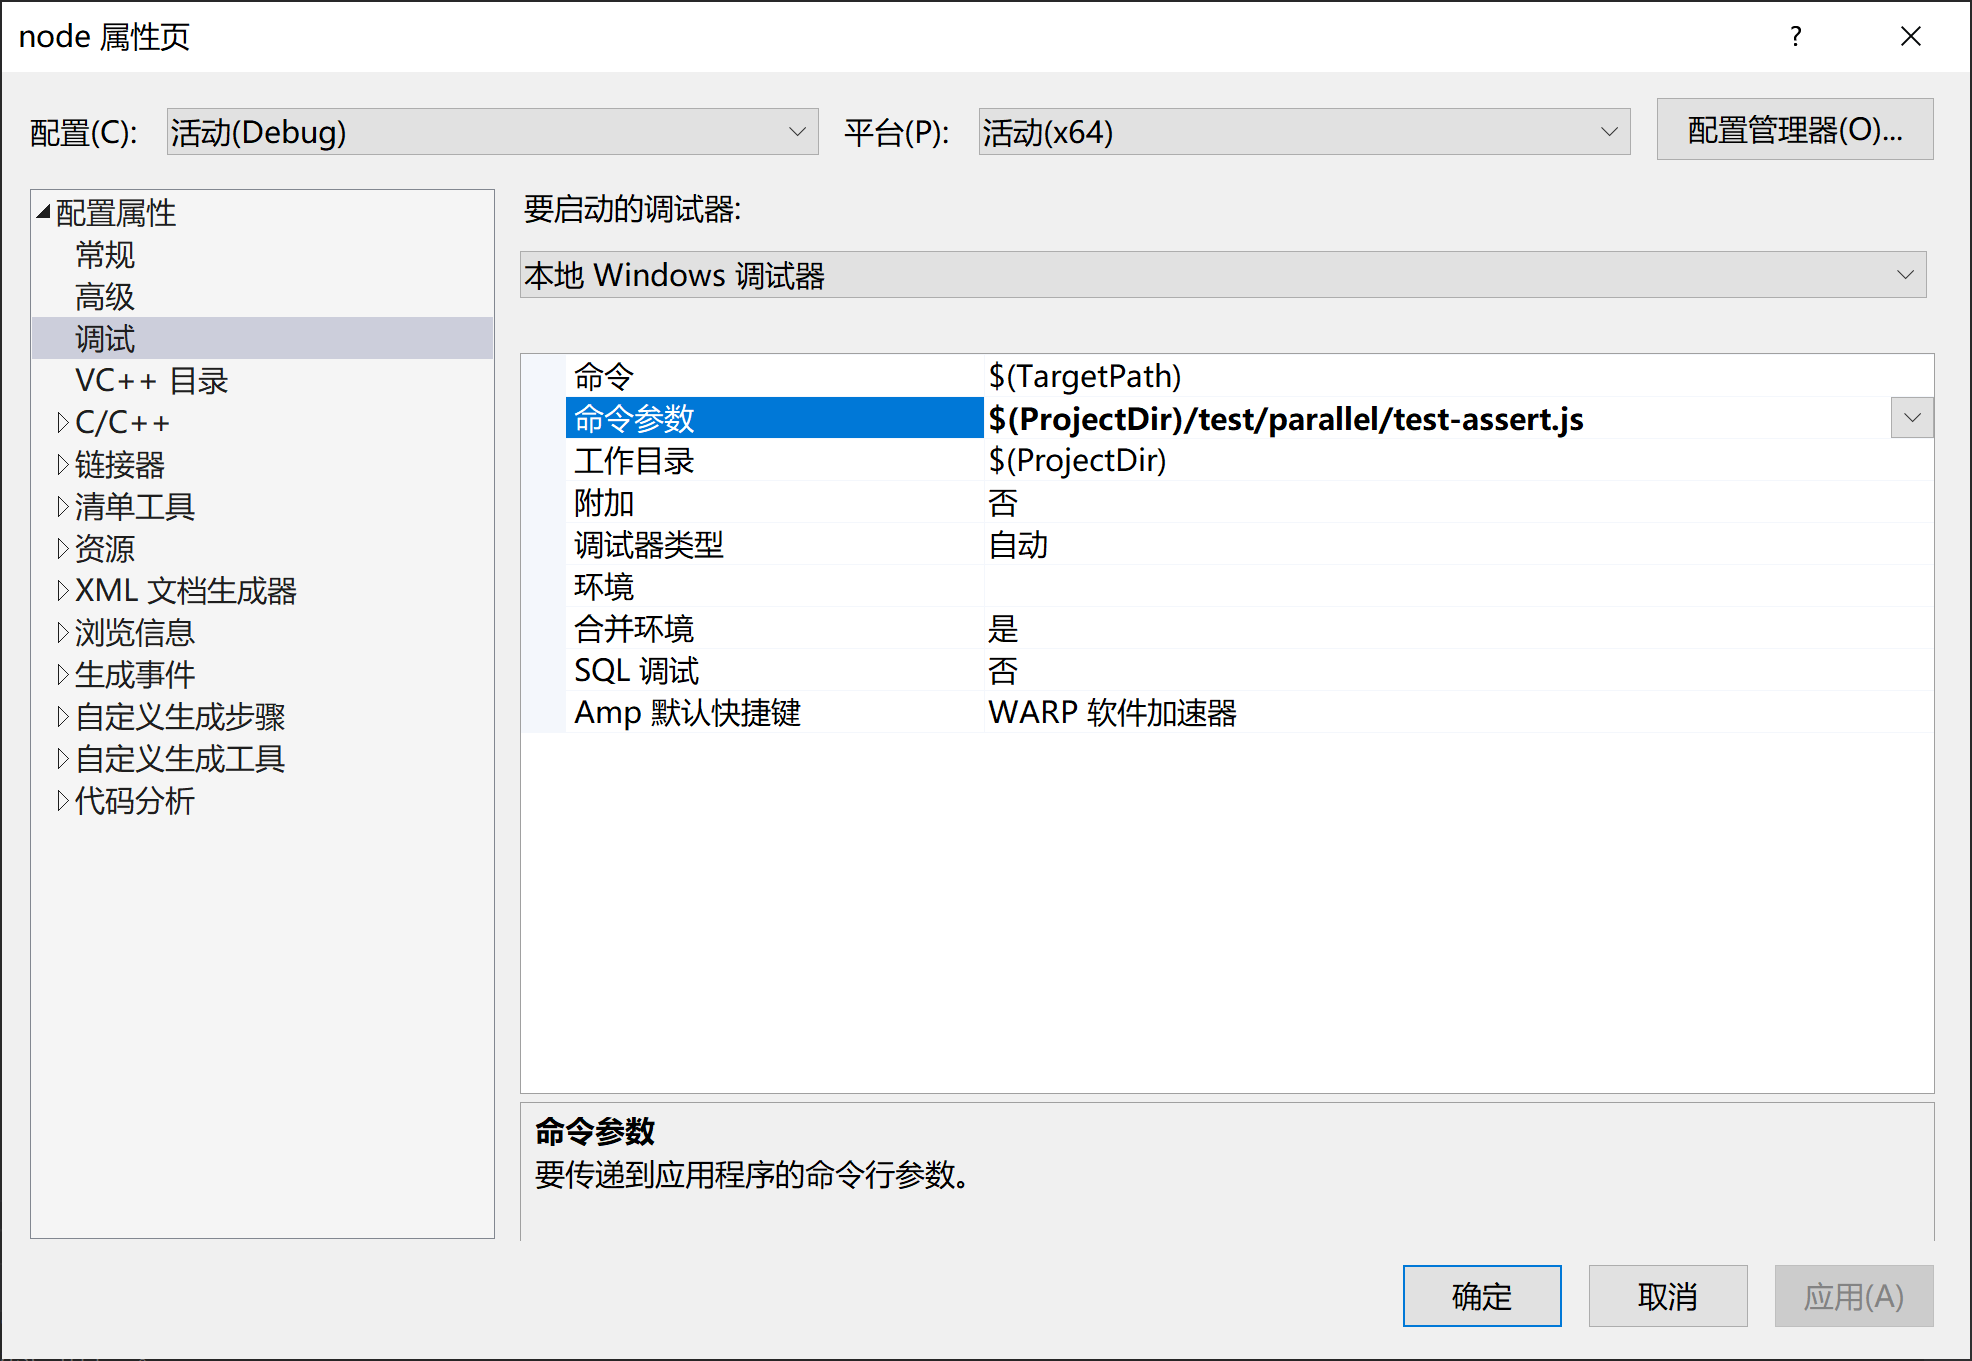 node 属性页
?
配置(C):
活动(Debug)
平台(P):
活动(x64)
配置管理器(O)...
配置属性
常规
高级
调试
VC++ 目录
C/C++
链接器
清单工具
资源
XML 文档生成器
浏览信息
生成事件
自定义生成步骤
自定义生成工具
代码分析
要启动的调试器:
本地 Windows 调试器
命令 $(TargetPath)
命令参数 $(ProjectDir)/test/parallel/test-assert.js
工作目录 $(ProjectDir)
附加 否
调试器类型 自动
环境
合并环境 是
SQL 调试 否
Amp 默认快捷键 WARP 软件加速器
命令参数
要传递到应用程序的命令行参数。
确定
取消
应用(A)